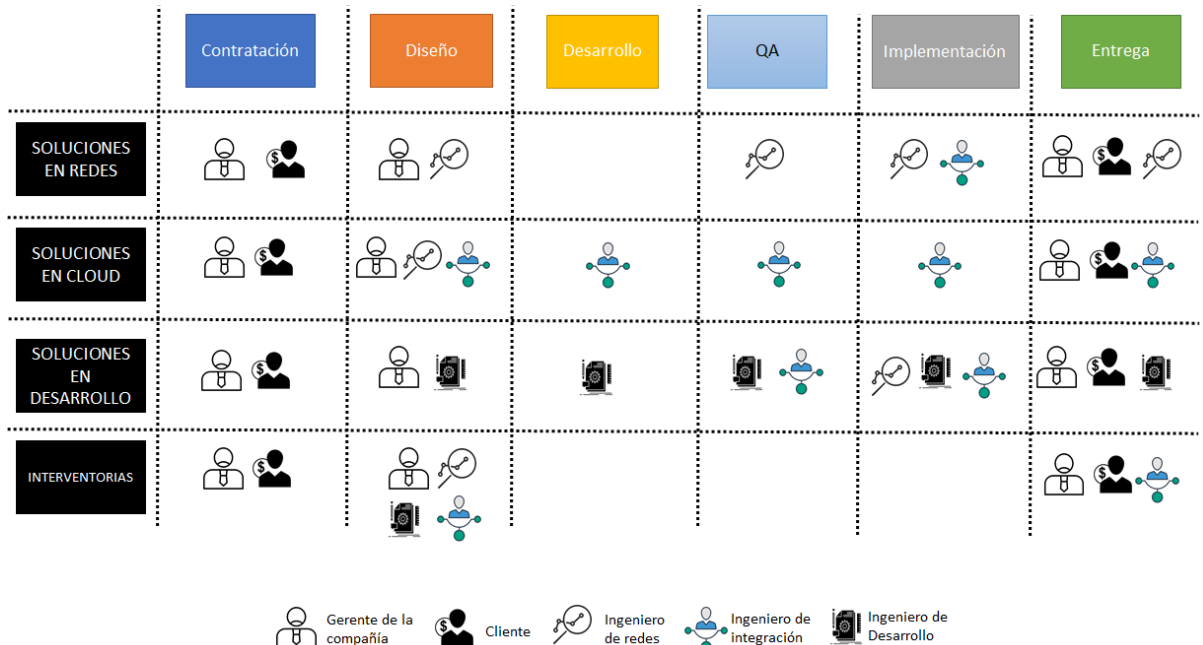 Contratación
Diseño
Desarrollo
QA
Implementación
Entrega
SOLUCIONES
EN REDES
SOLUCIONES
EN CLOUD
SOLUCIONES
EN
DESARROLLO
INTERVENTORIAS
Gerente de la
compañía
Cliente
Ingeniero
de redes
Ingeniero de
integración
Ingeniero de
Desarrollo